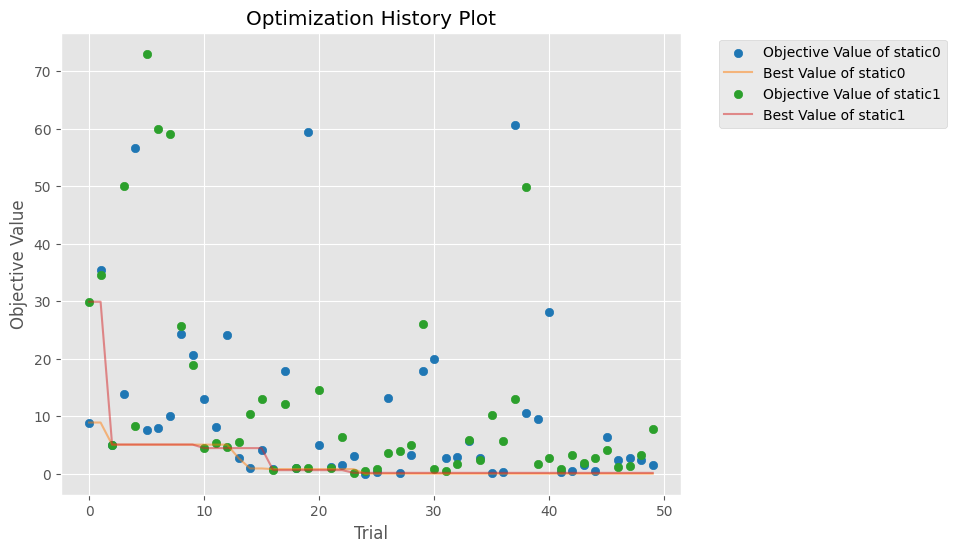 Optimization History Plot
Objective Value of static0
Best Value of static0
Objective Value of static1
Best Value of static1
Objective Value
70
60
50
40
30
20
10
0
0 10 20 30 40 50
Trial